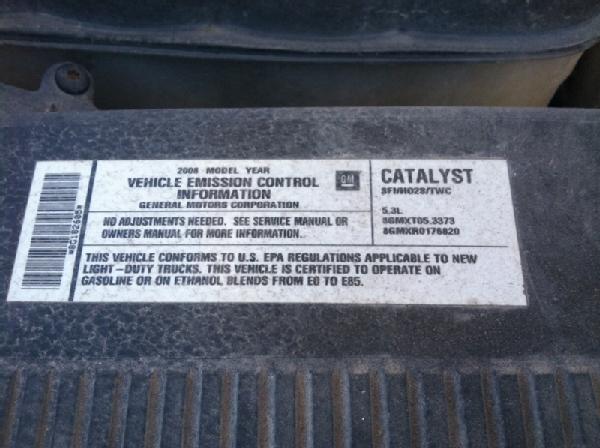 2008 MODEL YEAR
VEHICLE EMISSION CONTROL
INFORMATION
GENERAL MOTORS CORPORATION
GM
NO ADJUSTMENTS NEEDED. SEE SERVICE MANUAL OR
OWNERS MANUAL FOR MORE INFORMATION.
CATALYST
5.3L
8GMXT05.3373
8GMXR0176820
THIS VEHICLE CONFORMS TO U.S. EPA REGULATIONS APPLICABLE TO NEW
LIGHT-DUTY TRUCKS. THIS VEHICLE IS CERTIFIED TO OPERATE ON
GASOLINE OR ON ETHANOL BLENDS FROM E0 TO E85.